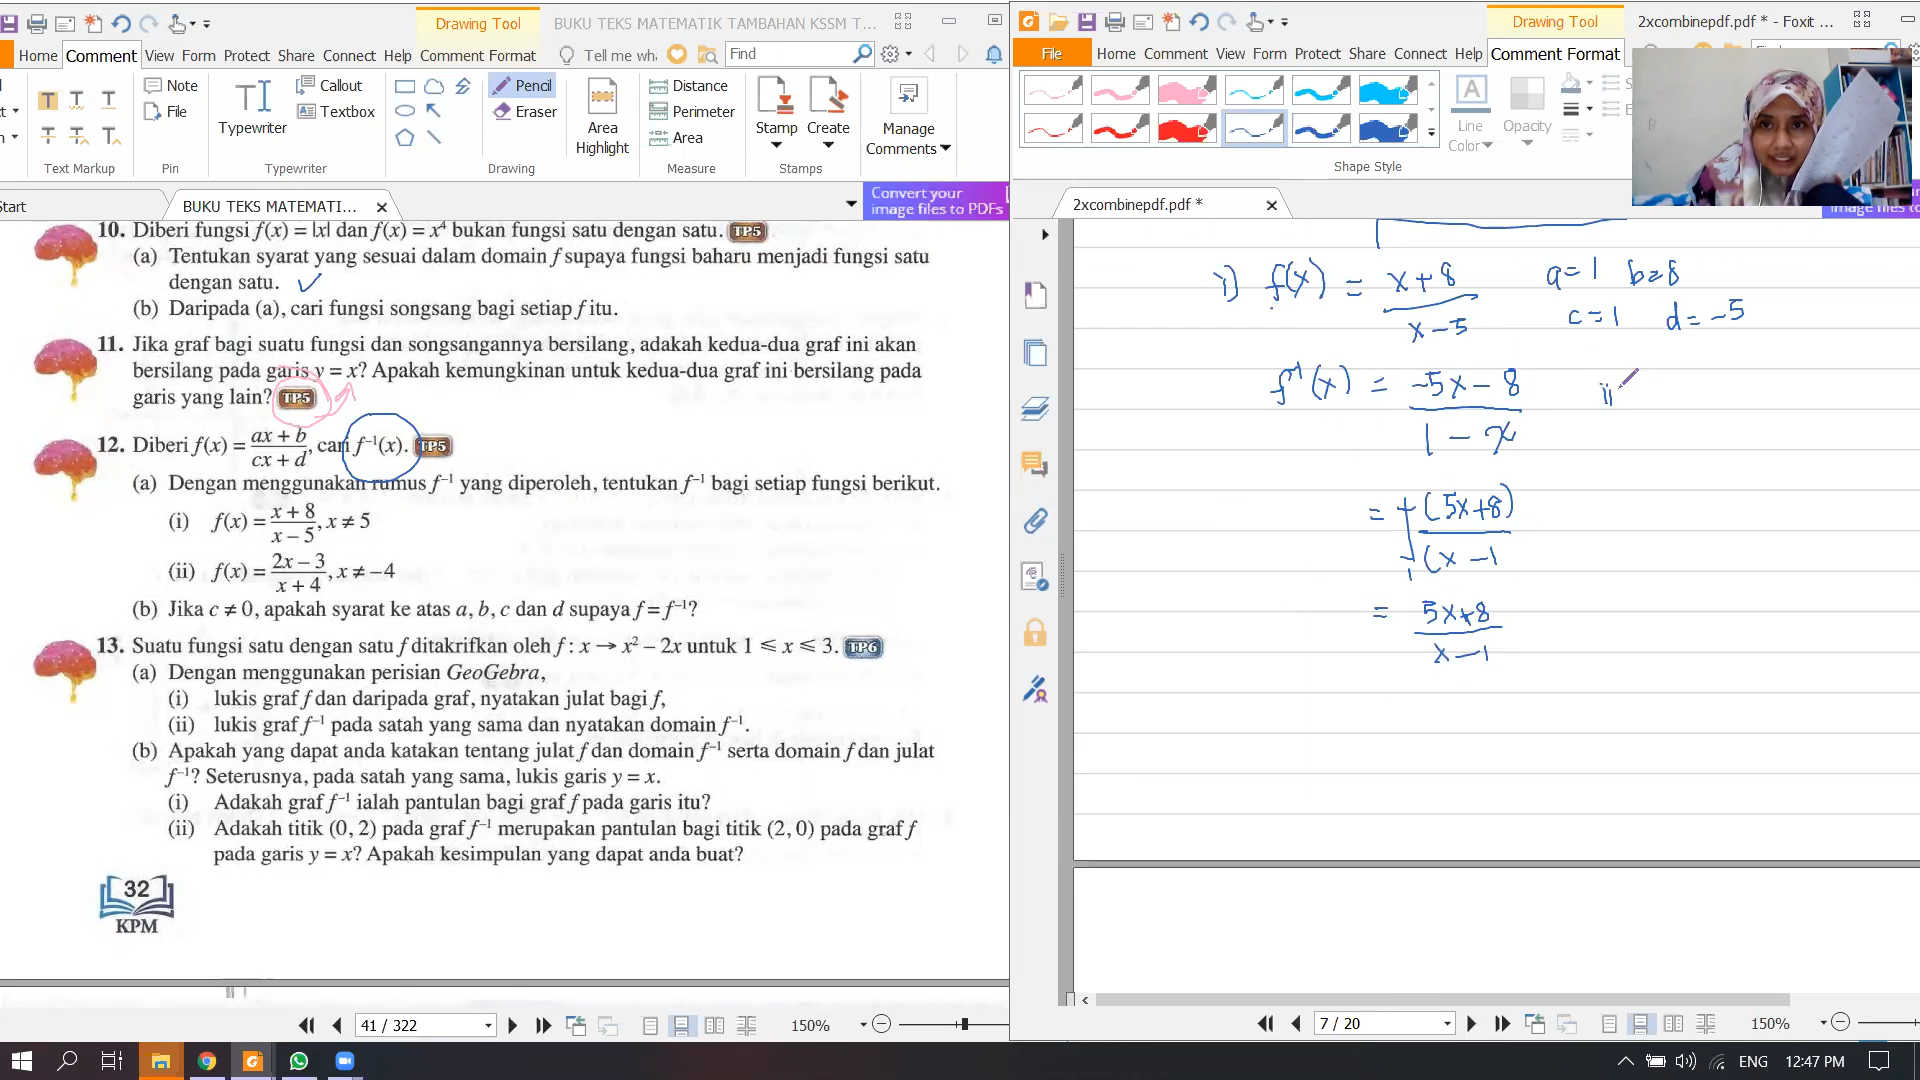 Drawing Tool
BUKU TEKS MATEMATIK TAMBAHAN KSSM T...
Home Comment View Form Protect Share Connect Help Comment Format
Tell me wh
Find
Note
File
Typewriter
Callout
Textbox
Pencil
Eraser
Area
Highlight
Distance
Perimeter
Area
Stamp
Create
Manage
Comments
Text Markup
Pin
Typewriter
Drawing
Measure
Stamps
Start
BUKU TEKS MATEMATI...
Convert your
image files to PDFs
10. Diberi fungsi f(x) = |x| dan f(x) = x⁴ bukan fungsi satu dengan satu. TP5
(a) Tentukan syarat yang sesuai dalam domain f supaya fungsi baharu menjadi fungsi satu
dengan satu.
(b) Daripada (a), cari fungsi songsang bagi setiap f itu.
11. Jika graf bagi suatu fungsi dan songsangannya bersilang, adakah kedua-dua graf ini akan
bersilang pada garis y = x? Apakah kemungkinan untuk kedua-dua graf ini bersilang pada
garis yang lain? TP5
12. Diberi f(x) = (ax + b)/(cx + d), cari f⁻¹(x). TP5
(a) Dengan menggunakan rumus f⁻¹ yang diperoleh, tentukan f⁻¹ bagi setiap fungsi berikut.
(i) f(x) = (x + 8)/(x − 5), x ≠ 5
(ii) f(x) = (2x − 3)/(x + 4), x ≠ −4
(b) Jika c ≠ 0, apakah syarat ke atas a, b, c dan d supaya f = f⁻¹?
13. Suatu fungsi satu dengan satu f ditakrifkan oleh f : x → x² − 2x untuk 1 ⩽ x ⩽ 3. TP6
(a) Dengan menggunakan perisian GeoGebra,
(i) lukis graf f dan daripada graf, nyatakan julat bagi f,
(ii) lukis graf f⁻¹ pada satah yang sama dan nyatakan domain f⁻¹.
(b) Apakah yang dapat anda katakan tentang julat f dan domain f⁻¹ serta domain f dan julat
f⁻¹? Seterusnya, pada satah yang sama, lukis garis y = x.
(i) Adakah graf f⁻¹ ialah pantulan bagi graf f pada garis itu?
(ii) Adakah titik (0, 2) pada graf f⁻¹ merupakan pantulan bagi titik (2, 0) pada graf f
pada garis y = x? Apakah kesimpulan yang dapat anda buat?
32
KPM
41 / 322
150%
Drawing Tool
2xcombinepdf.pdf * - Foxit ...
File Home Comment View Form Protect Share Connect Help Comment Format
Line
Color
Opacity
Shape Style
2xcombinepdf.pdf *
i) f(x) = (x+8)/(x−5) a=1 b=8
c=1 d=−5
f⁻¹(x) = (−5x−8)/(1−x)
ii
= −(5x+8)/−(x−1
= (5x+8)/(x−1)
7 / 20
150%
ENG 12:47 PM